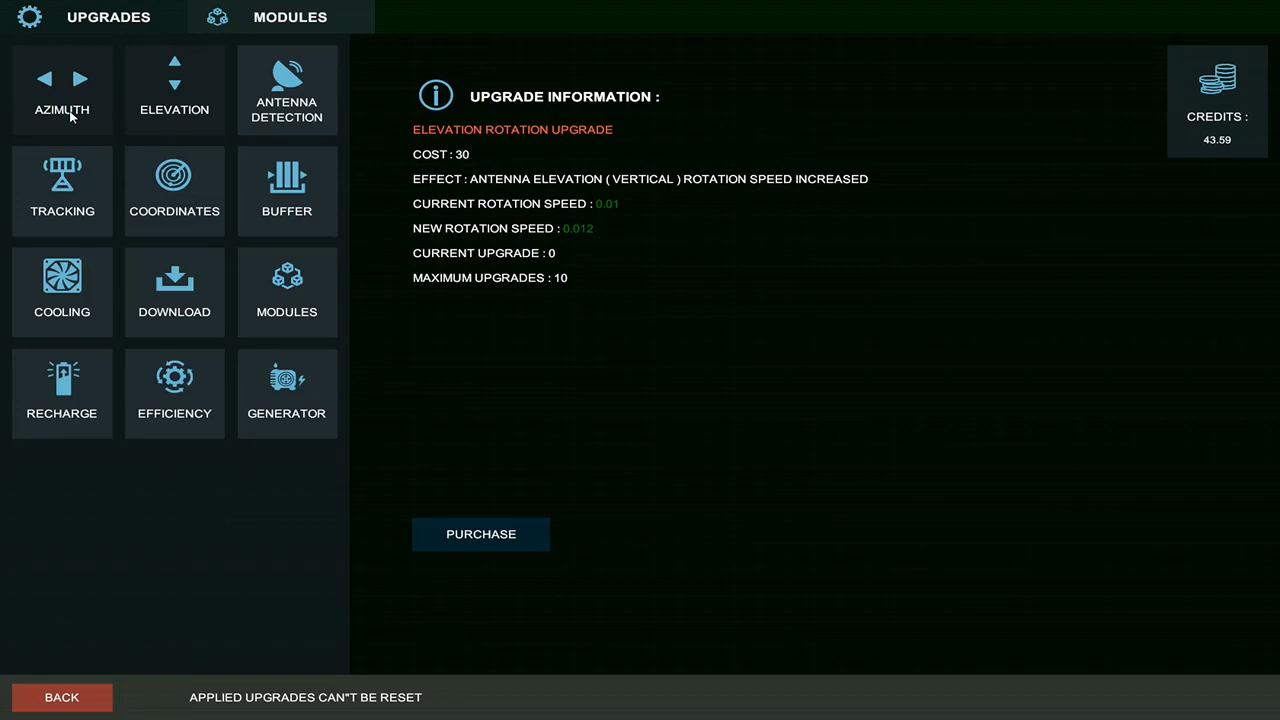 UPGRADES
MODULES
AZIMUTH
ELEVATION
ANTENNA
DETECTION
TRACKING
COORDINATES
BUFFER
COOLING
DOWNLOAD
MODULES
RECHARGE
EFFICIENCY
GENERATOR
UPGRADE INFORMATION :
ELEVATION ROTATION UPGRADE
COST : 30
EFFECT : ANTENNA ELEVATION ( VERTICAL ) ROTATION SPEED INCREASED
CURRENT ROTATION SPEED : 0.01
NEW ROTATION SPEED : 0.012
CURRENT UPGRADE : 0
MAXIMUM UPGRADES : 10
PURCHASE
CREDITS :
43.59
BACK
APPLIED UPGRADES CAN"T BE RESET